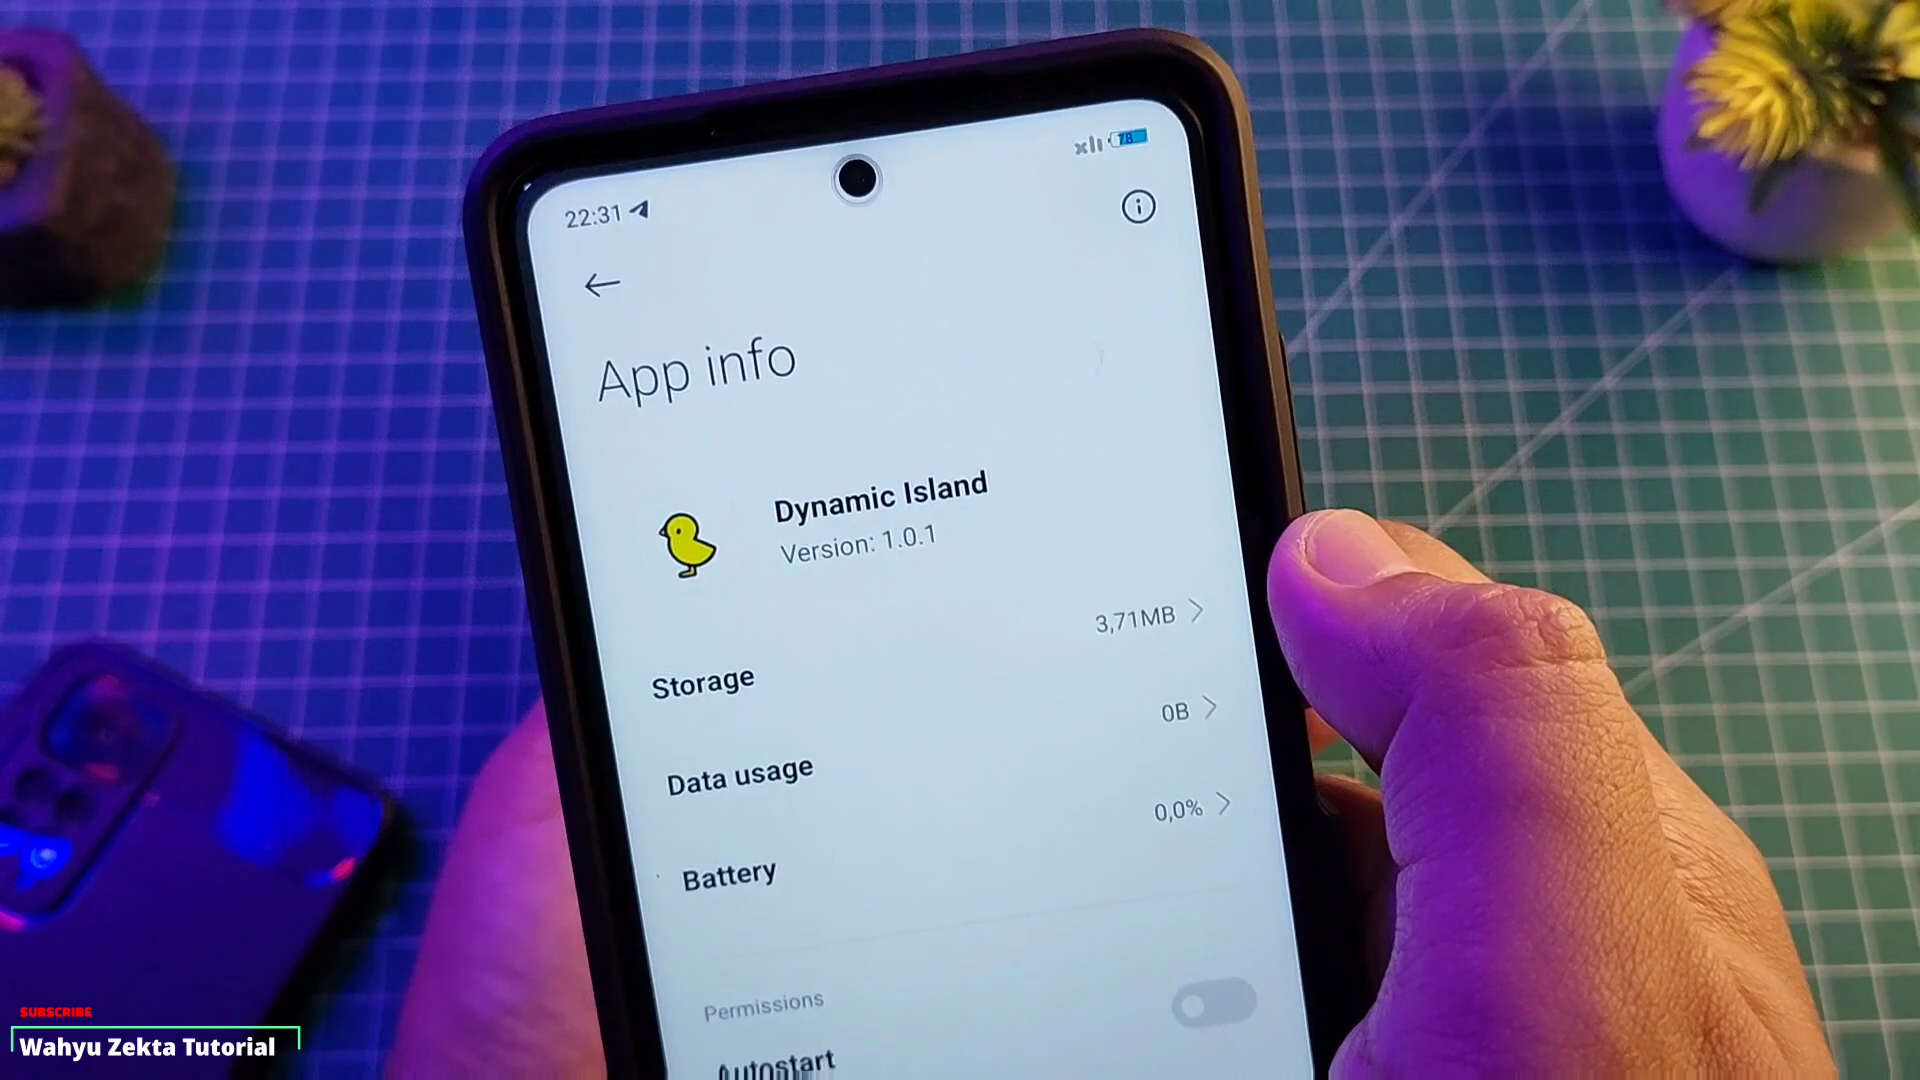 22:31
78
App info
Dynamic Island
Version: 1.0.1
Storage 3,71MB
Data usage 0B
Battery 0,0%
Permissions
Autostart
SUBSCRIBE
Wahyu Zekta Tutorial